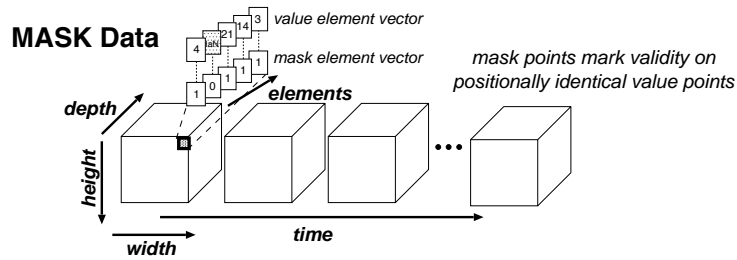 MASK Data
value element vector
4
NaN
21
14
3
mask element vector
1
0
1
1
1
mask points mark validity on
positionally identical value points
elements
depth
height
width
time